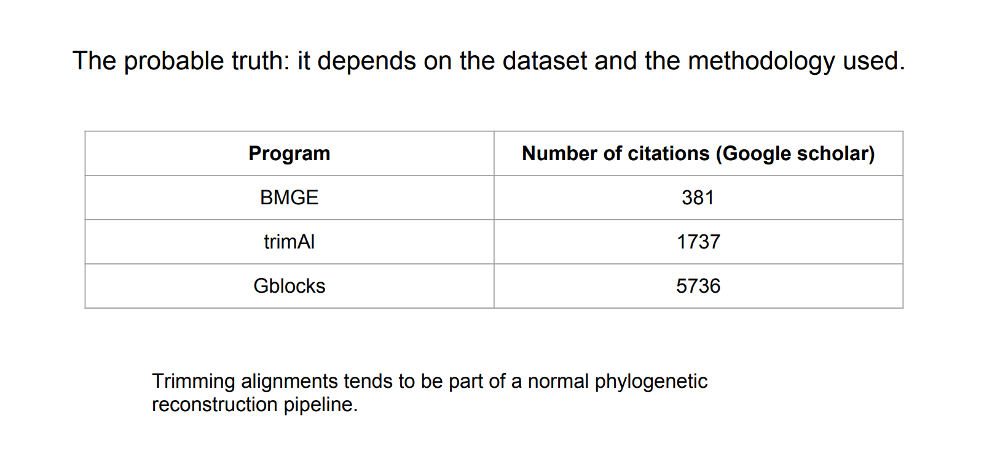 The probable truth: it depends on the dataset and the methodology used.
Program Number of citations (Google scholar)
BMGE 381
trimAl 1737
Gblocks 5736
Trimming alignments tends to be part of a normal phylogenetic
reconstruction pipeline.